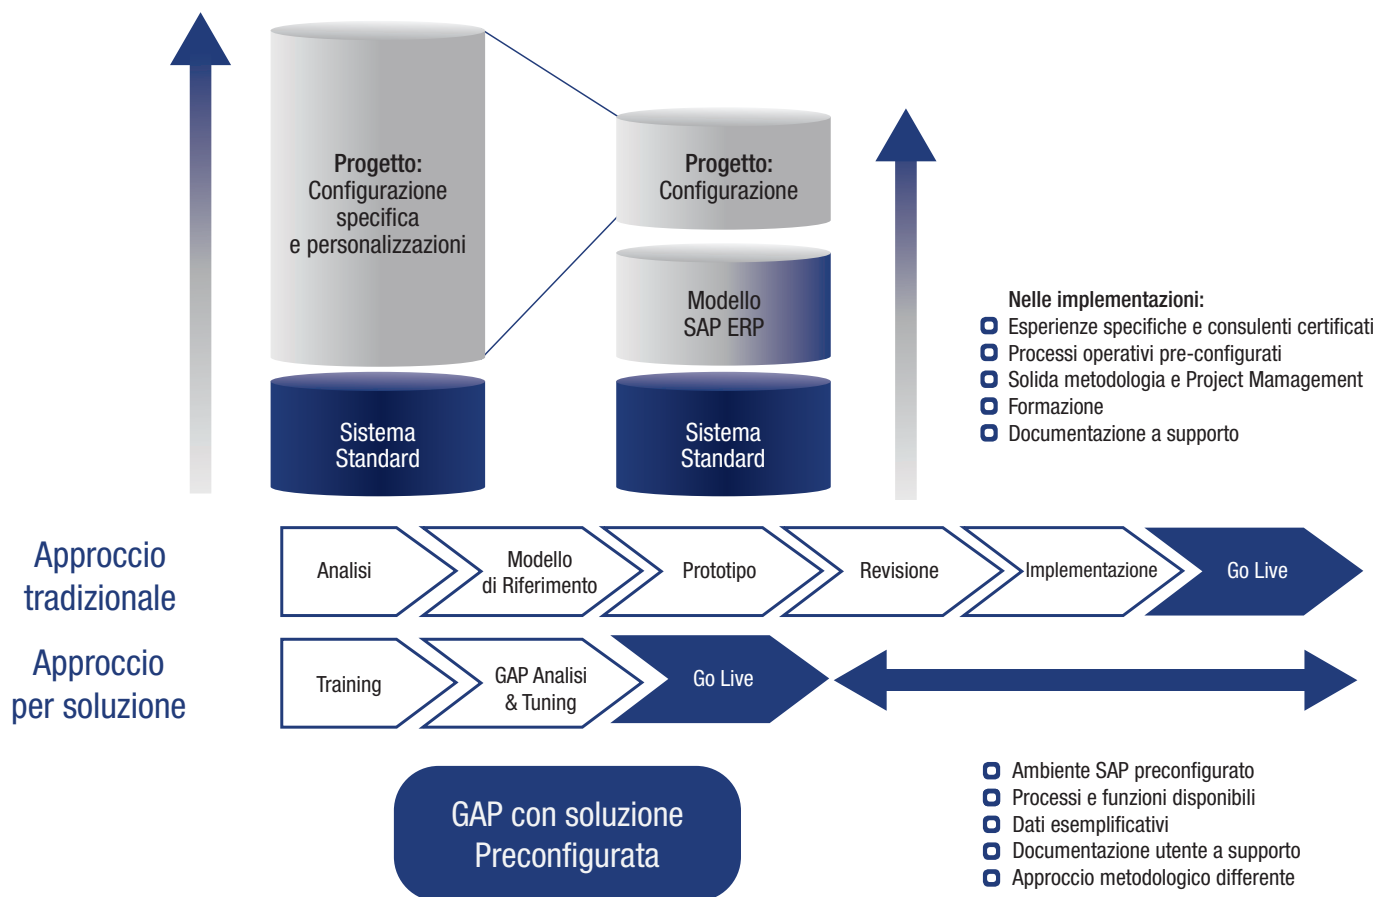 Progetto:
Configurazione
specifica
e personalizzazioni
Sistema
Standard
Progetto:
Configurazione
Modello
SAP ERP
Sistema
Standard
Nelle implementazioni:
Esperienze specifiche e consulenti certificati
Processi operativi pre-configurati
Solida metodologia e Project Mamagement
Formazione
Documentazione a supporto
Approccio
tradizionale
Analisi
Modello
di Riferimento
Prototipo
Revisione
Implementazione
Go Live
Approccio
per soluzione
Training
GAP Analisi
& Tuning
Go Live
GAP con soluzione
Preconfigurata
Ambiente SAP preconfigurato
Processi e funzioni disponibili
Dati esemplificativi
Documentazione utente a supporto
Approccio metodologico differente